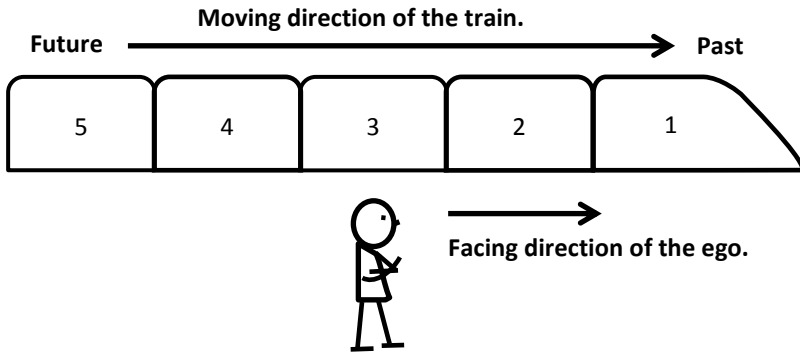 Moving direction of the train.
Future
Past
5 4 3 2 1
Facing direction of the ego.